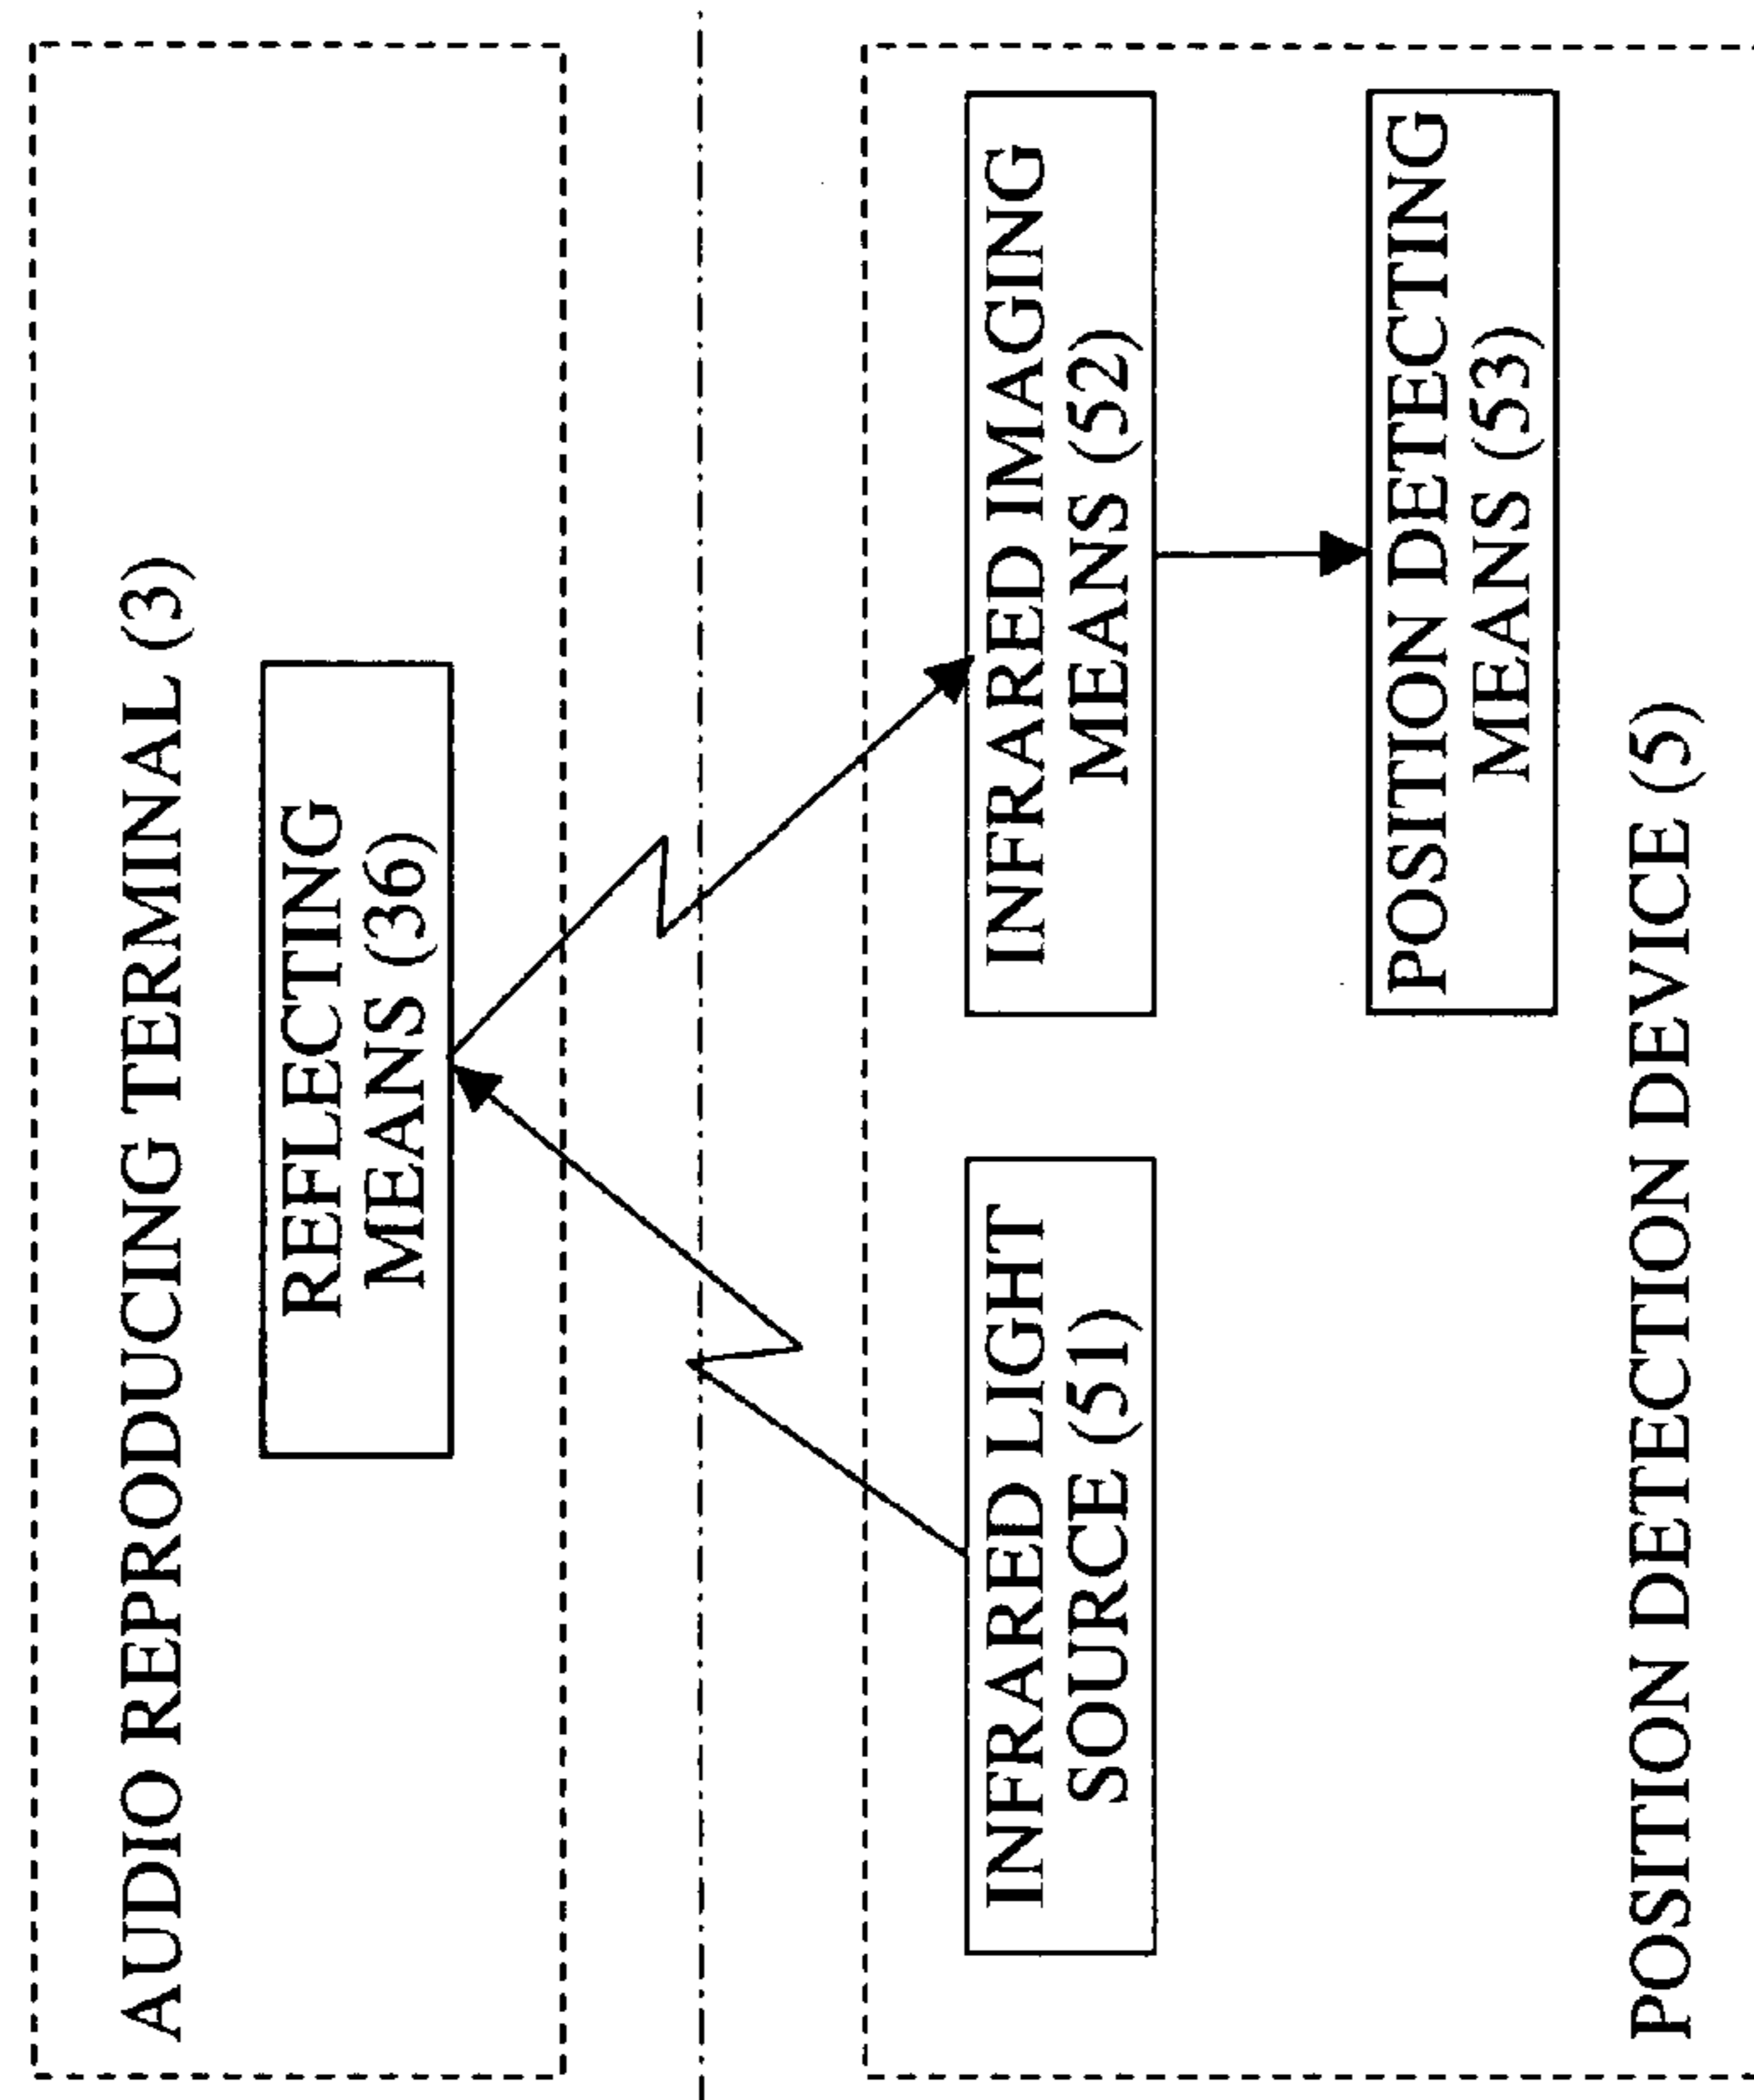 AUDIO REPRODUCING TERMINAL (3)
REFLECTING
MEANS (36)
INFRARED LIGHT
SOURCE (51)
INFRARED IMAGING
MEANS (52)
POSITION DETECTING
MEANS (53)
POSITION DETECTION DEVICE (5)